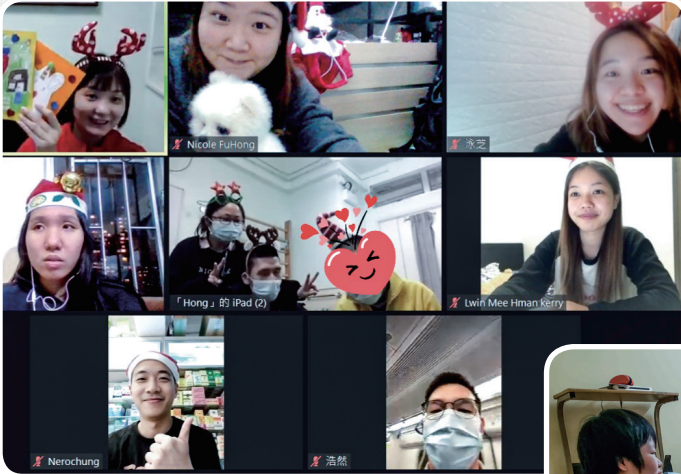 Nicole FuHong
泳芝
「Hong」的 iPad (2)
Lwin Mee Hman kerry
Nerochung
浩然